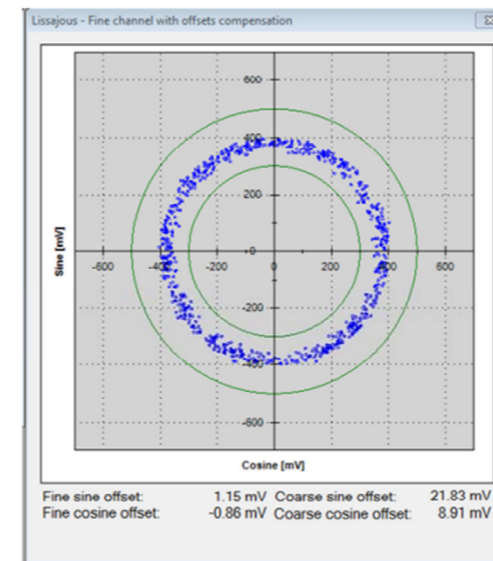 Lissajous - Fine channel with offsets compensation
600
400
200
-600 -400 -200 0 200 400 600
-200
-400
-600
Sine [mV]
Cosine [mV]
Fine sine offset: 1.15 mV Coarse sine offset: 21.83 mV
Fine cosine offset: -0.86 mV Coarse cosine offset: 8.91 mV